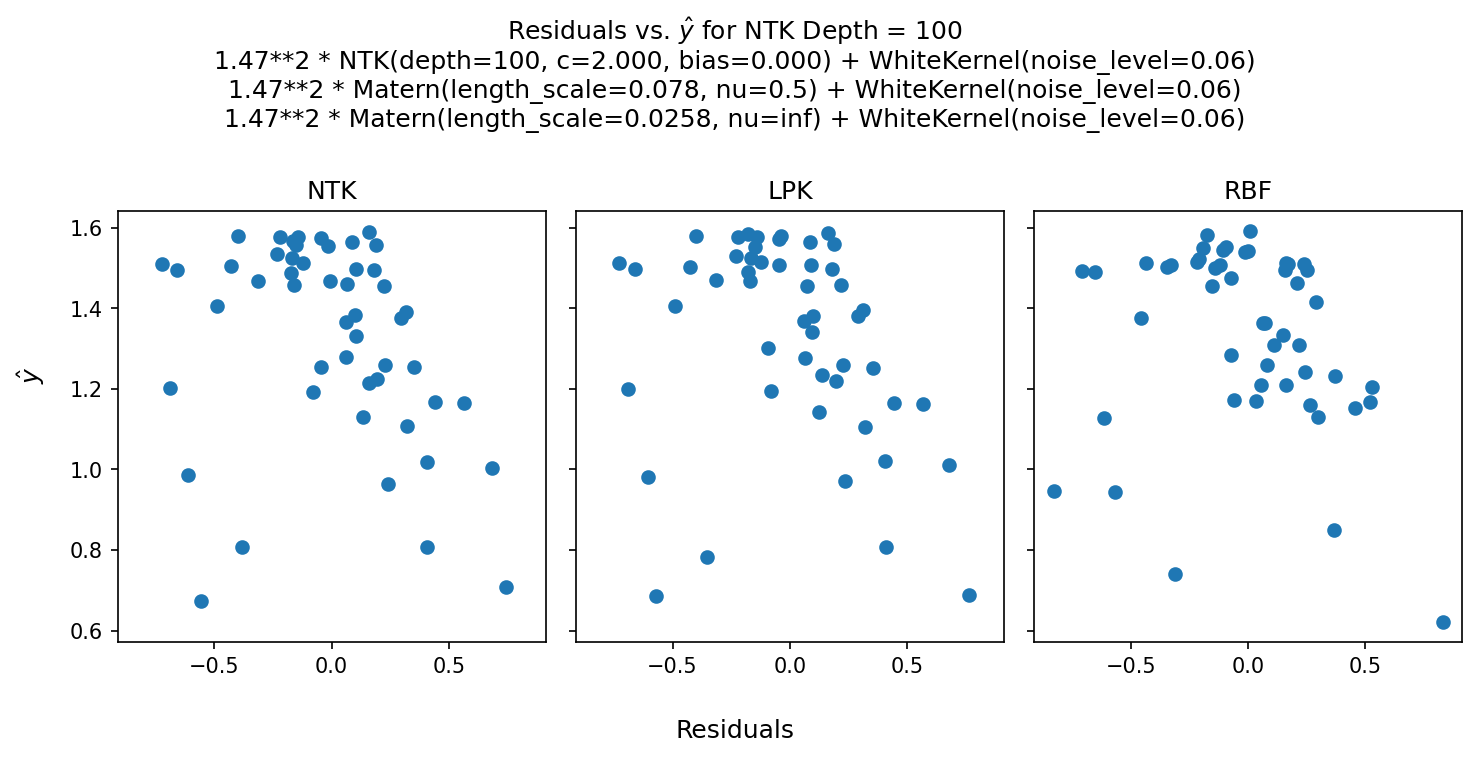 Residuals vs. ŷ for NTK Depth = 100
1.47**2 * NTK(depth=100, c=2.000, bias=0.000) + WhiteKernel(noise_level=0.06)
1.47**2 * Matern(length_scale=0.078, nu=0.5) + WhiteKernel(noise_level=0.06)
1.47**2 * Matern(length_scale=0.0258, nu=inf) + WhiteKernel(noise_level=0.06)
NTK LPK RBF
1.6
1.4
1.2
1.0
0.8
0.6
ŷ
−0.5 0.0 0.5 −0.5 0.0 0.5 −0.5 0.0 0.5
Residuals